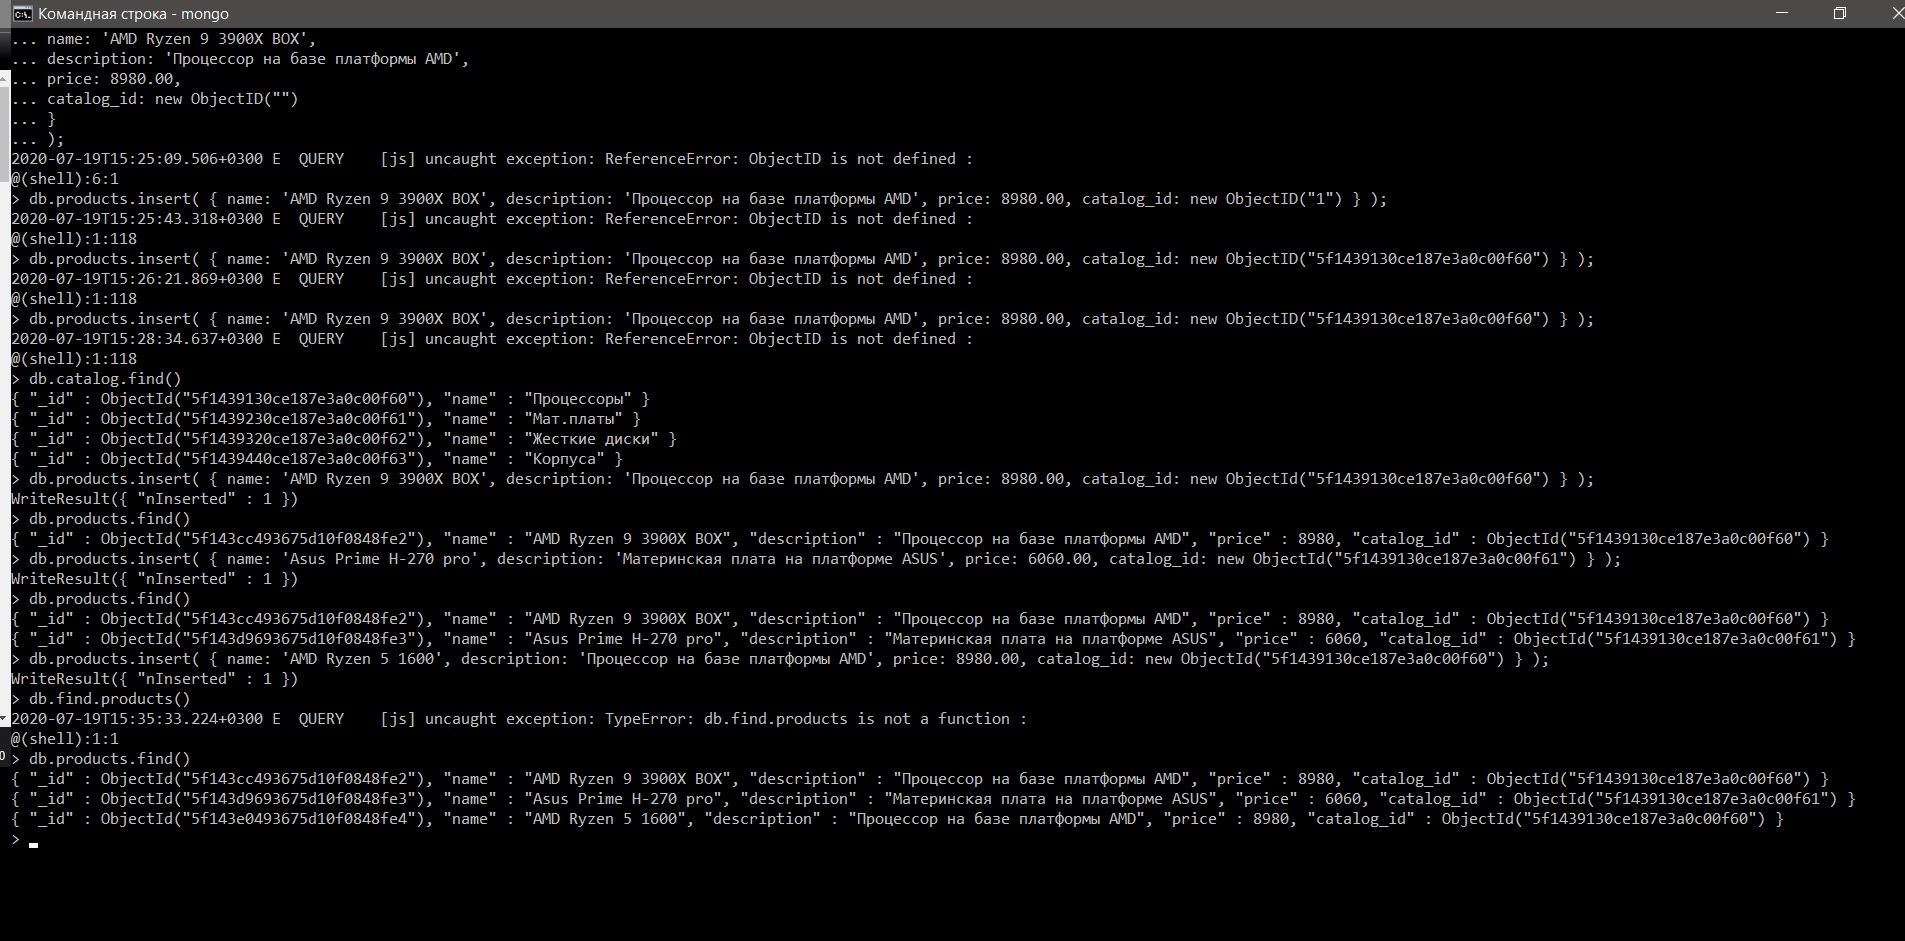 Командная строка - mongo
... name: 'AMD Ryzen 9 3900X BOX',
... description: 'Процессор на базе платформы AMD',
... price: 8980.00,
... catalog_id: new ObjectID("")
... }
... );
2020-07-19T15:25:09.506+0300 E  QUERY    [js] uncaught exception: ReferenceError: ObjectID is not defined :
@(shell):6:1
> db.products.insert( { name: 'AMD Ryzen 9 3900X BOX', description: 'Процессор на базе платформы AMD', price: 8980.00, catalog_id: new ObjectID("1") } );
2020-07-19T15:25:43.318+0300 E  QUERY    [js] uncaught exception: ReferenceError: ObjectID is not defined :
@(shell):1:118
> db.products.insert( { name: 'AMD Ryzen 9 3900X BOX', description: 'Процессор на базе платформы AMD', price: 8980.00, catalog_id: new ObjectID("5f1439130ce187e3a0c00f60") } );
2020-07-19T15:26:21.869+0300 E  QUERY    [js] uncaught exception: ReferenceError: ObjectID is not defined :
@(shell):1:118
> db.products.insert( { name: 'AMD Ryzen 9 3900X BOX', description: 'Процессор на базе платформы AMD', price: 8980.00, catalog_id: new ObjectID("5f1439130ce187e3a0c00f60") } );
2020-07-19T15:28:34.637+0300 E  QUERY    [js] uncaught exception: ReferenceError: ObjectID is not defined :
@(shell):1:118
> db.catalog.find()
{ "_id" : ObjectId("5f1439130ce187e3a0c00f60"), "name" : "Процессоры" }
{ "_id" : ObjectId("5f1439230ce187e3a0c00f61"), "name" : "Мат.платы" }
{ "_id" : ObjectId("5f1439320ce187e3a0c00f62"), "name" : "Жесткие диски" }
{ "_id" : ObjectId("5f1439440ce187e3a0c00f63"), "name" : "Корпуса" }
> db.products.insert( { name: 'AMD Ryzen 9 3900X BOX', description: 'Процессор на базе платформы AMD', price: 8980.00, catalog_id: new ObjectId("5f1439130ce187e3a0c00f60") } );
WriteResult({ "nInserted" : 1 })
> db.products.find()
{ "_id" : ObjectId("5f143cc493675d10f0848fe2"), "name" : "AMD Ryzen 9 3900X BOX", "description" : "Процессор на базе платформы AMD", "price" : 8980, "catalog_id" : ObjectId("5f1439130ce187e3a0c00f60") }
> db.products.insert( { name: 'Asus Prime H-270 pro', description: 'Материнская плата на платформе ASUS', price: 6060.00, catalog_id: new ObjectId("5f1439130ce187e3a0c00f61") } );
WriteResult({ "nInserted" : 1 })
> db.products.find()
{ "_id" : ObjectId("5f143cc493675d10f0848fe2"), "name" : "AMD Ryzen 9 3900X BOX", "description" : "Процессор на базе платформы AMD", "price" : 8980, "catalog_id" : ObjectId("5f1439130ce187e3a0c00f60") }
{ "_id" : ObjectId("5f143d9693675d10f0848fe3"), "name" : "Asus Prime H-270 pro", "description" : "Материнская плата на платформе ASUS", "price" : 6060, "catalog_id" : ObjectId("5f1439130ce187e3a0c00f61") }
> db.products.insert( { name: 'AMD Ryzen 5 1600', description: 'Процессор на базе платформы AMD', price: 8980.00, catalog_id: new ObjectId("5f1439130ce187e3a0c00f60") } );
WriteResult({ "nInserted" : 1 })
> db.find.products()
2020-07-19T15:35:33.224+0300 E  QUERY    [js] uncaught exception: TypeError: db.find.products is not a function :
@(shell):1:1
> db.products.find()
{ "_id" : ObjectId("5f143cc493675d10f0848fe2"), "name" : "AMD Ryzen 9 3900X BOX", "description" : "Процессор на базе платформы AMD", "price" : 8980, "catalog_id" : ObjectId("5f1439130ce187e3a0c00f60") }
{ "_id" : ObjectId("5f143d9693675d10f0848fe3"), "name" : "Asus Prime H-270 pro", "description" : "Материнская плата на платформе ASUS", "price" : 6060, "catalog_id" : ObjectId("5f1439130ce187e3a0c00f61") }
{ "_id" : ObjectId("5f143e0493675d10f0848fe4"), "name" : "AMD Ryzen 5 1600", "description" : "Процессор на базе платформы AMD", "price" : 8980, "catalog_id" : ObjectId("5f1439130ce187e3a0c00f60") }
>